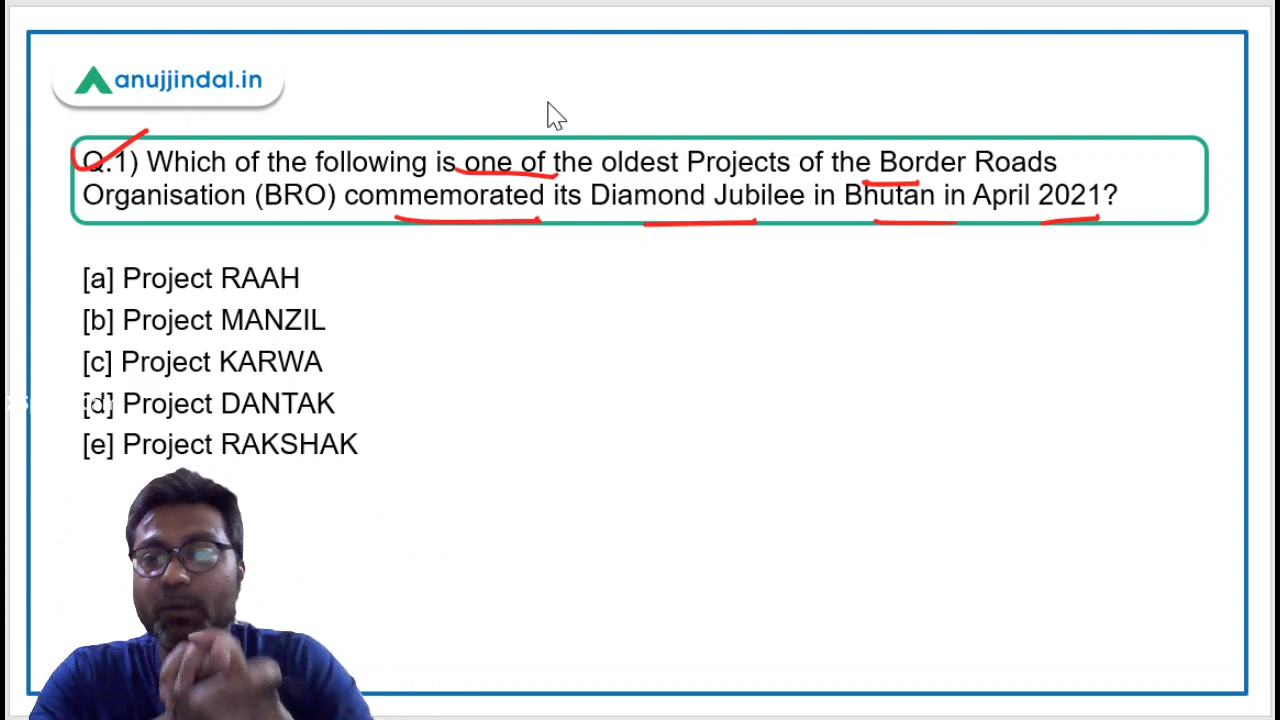 anujjindal.in
Q.1) Which of the following is one of the oldest Projects of the Border Roads
Organisation (BRO) commemorated its Diamond Jubilee in Bhutan in April 2021?
[a] Project RAAH
[b] Project MANZIL
[c] Project KARWA
[d] Project DANTAK
[e] Project RAKSHAK